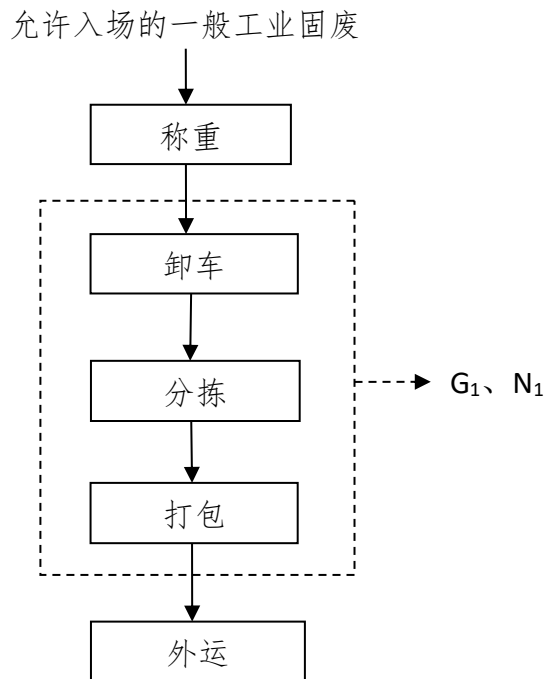 允许入场的一般工业固废
称重
卸车
分拣
G₁、N₁
打包
外运